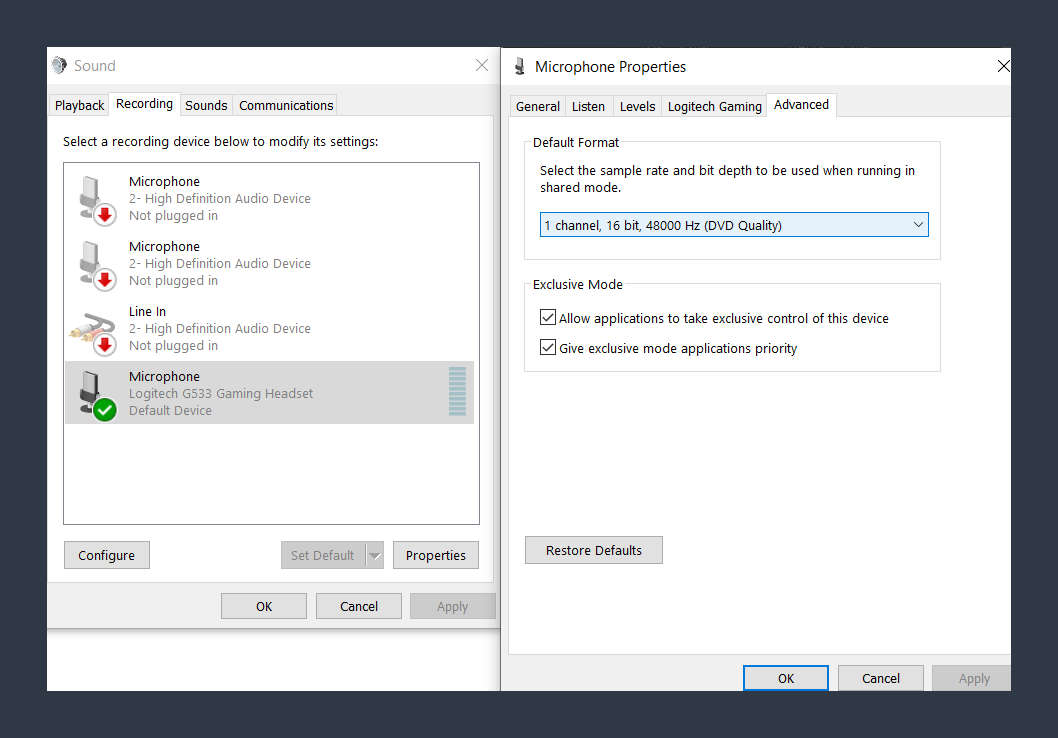 Sound
Playback
Recording
Sounds
Communications
Select a recording device below to modify its settings:
Microphone
2- High Definition Audio Device
Not plugged in
Microphone
2- High Definition Audio Device
Not plugged in
Line In
2- High Definition Audio Device
Not plugged in
Microphone
Logitech G533 Gaming Headset
Default Device
Configure
Set Default
Properties
OK
Cancel
Apply
Microphone Properties
General
Listen
Levels
Logitech Gaming
Advanced
Default Format
Select the sample rate and bit depth to be used when running in
shared mode.
1 channel, 16 bit, 48000 Hz (DVD Quality)
Exclusive Mode
Allow applications to take exclusive control of this device
Give exclusive mode applications priority
Restore Defaults
OK
Cancel
Apply